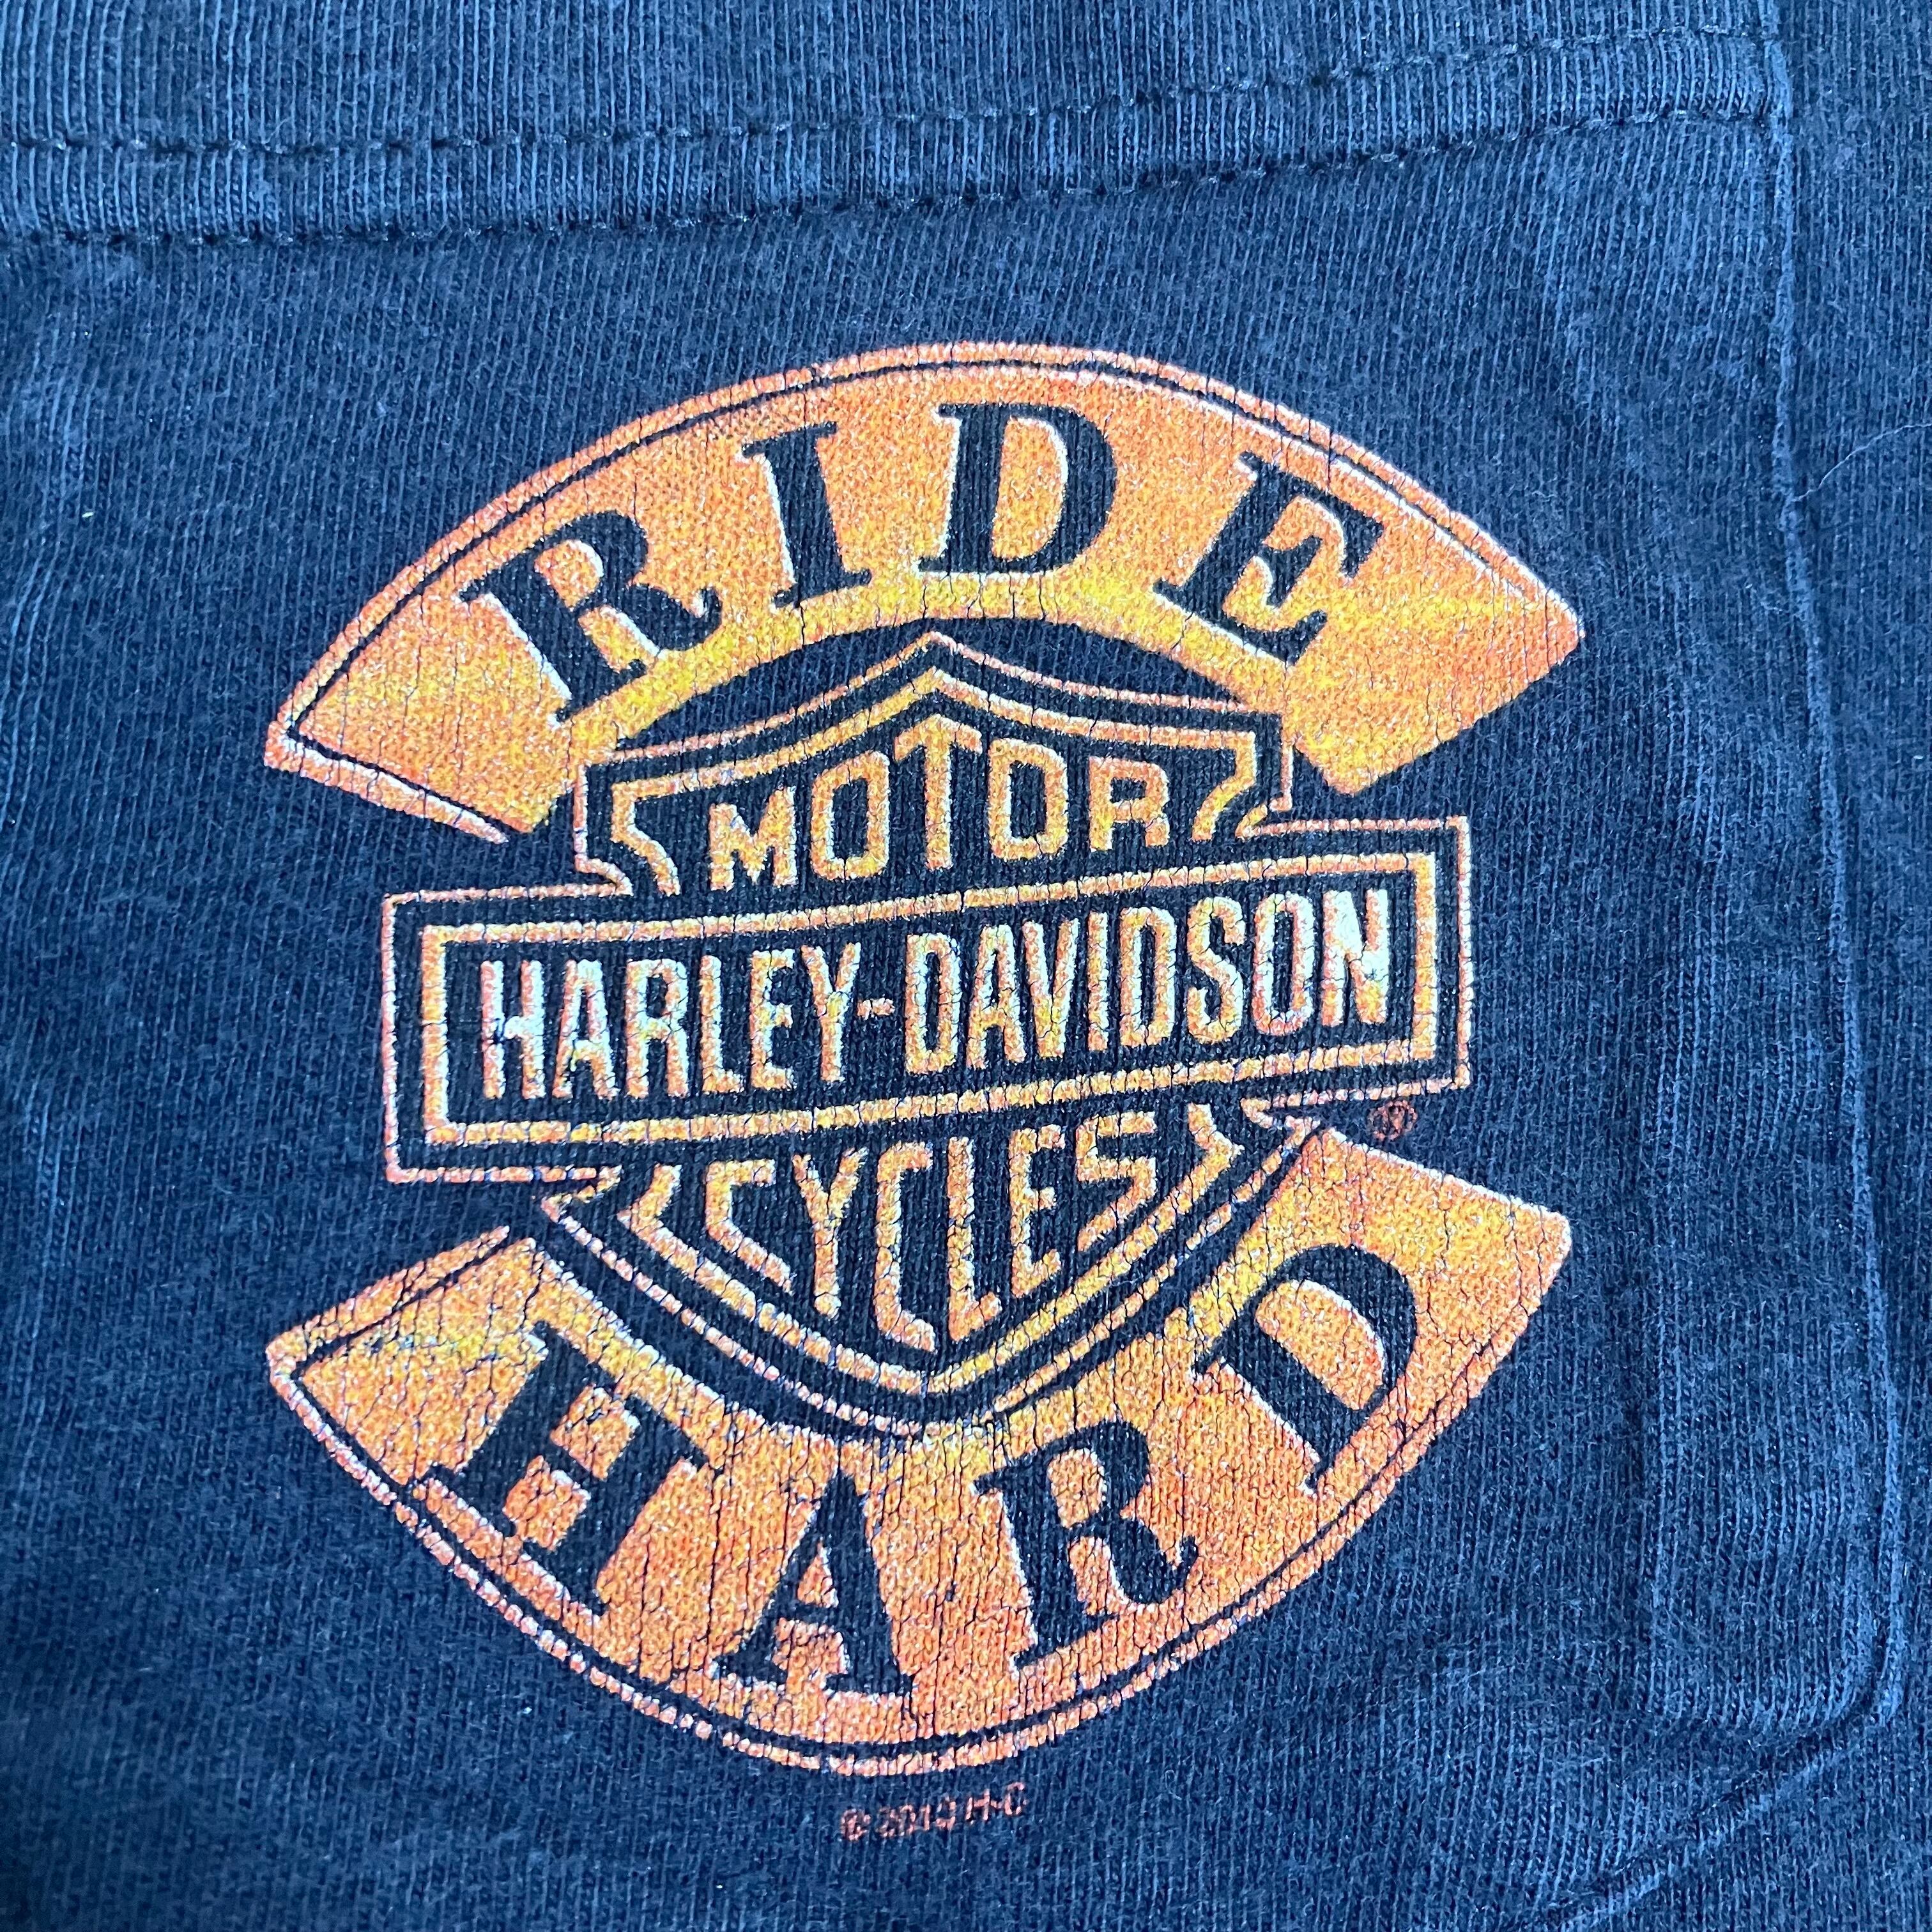 RIDE
MOTOR
HARLEY-DAVIDSON
®
CYCLES
HARD